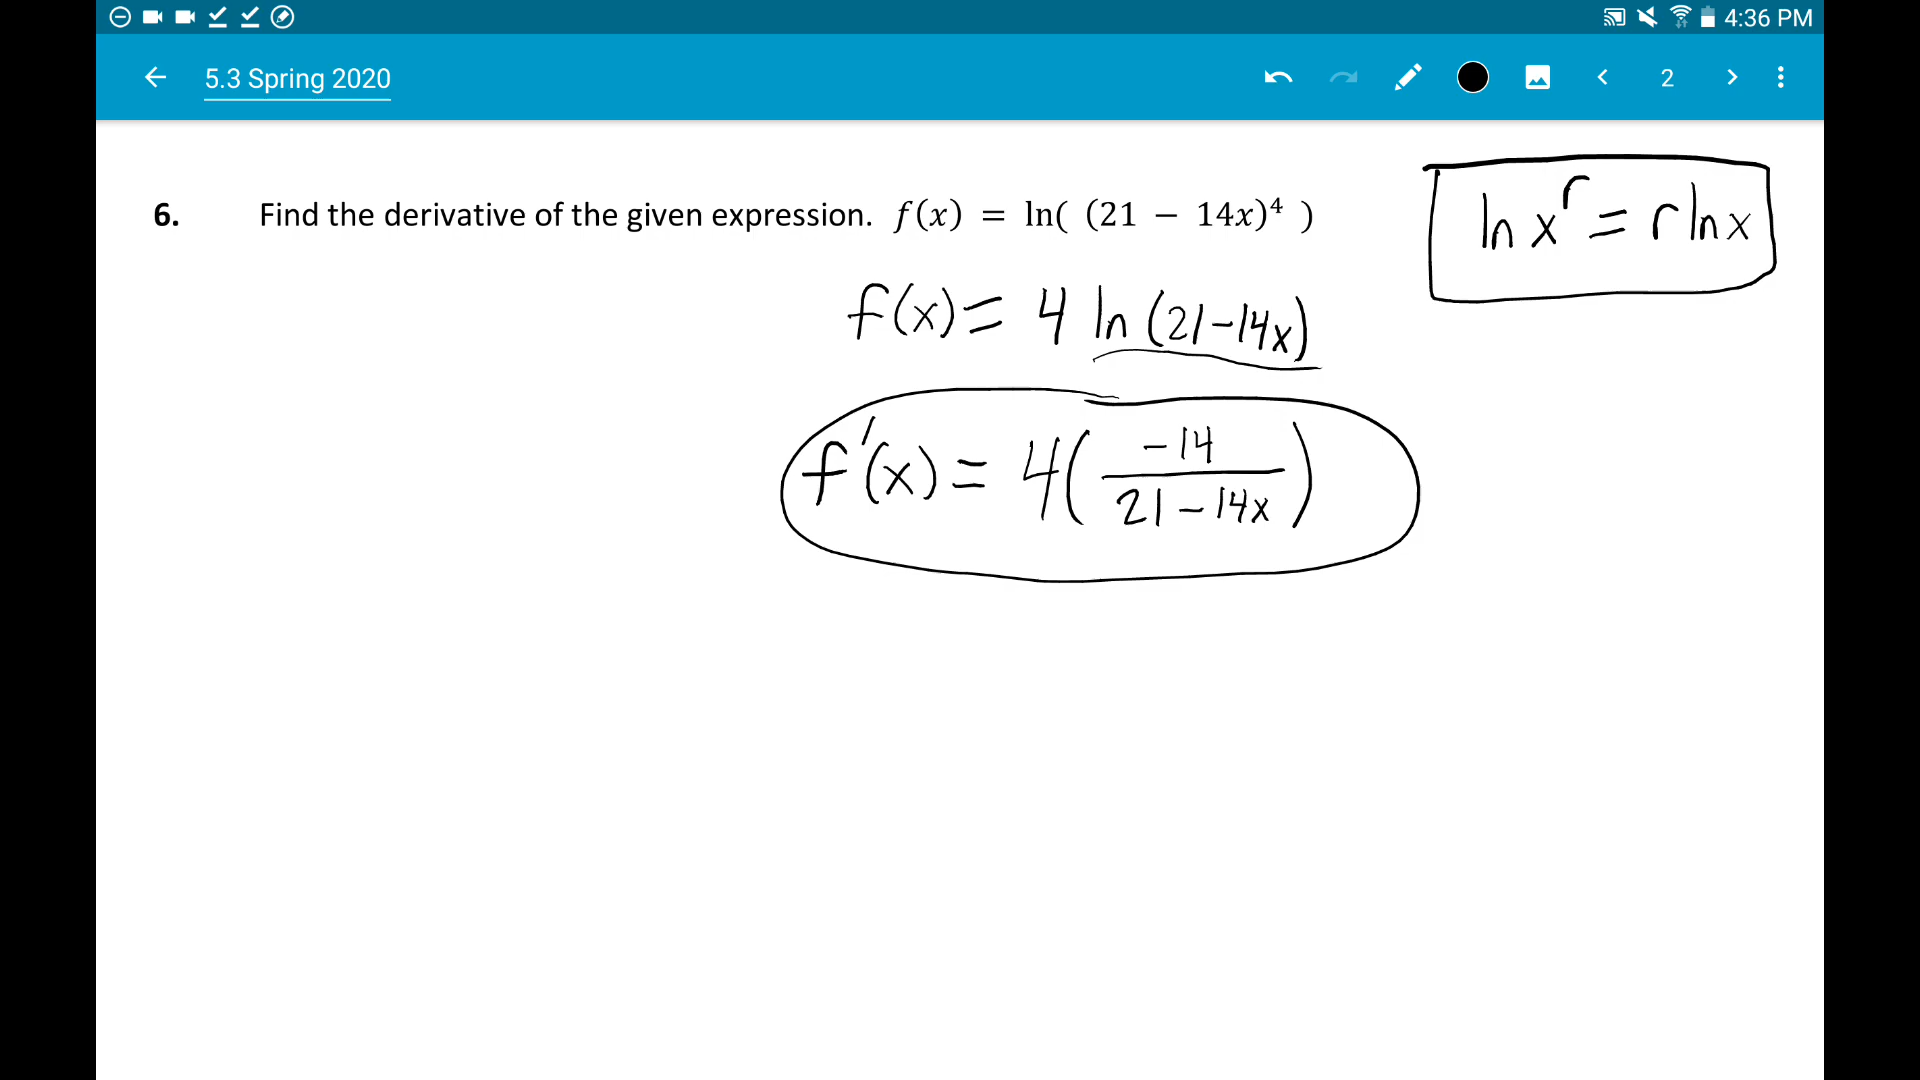 4:36 PM
5.3 Spring 2020
2
6. Find the derivative of the given expression. f(x) = ln( (21 − 14x)⁴ )
ln xʳ = r ln x
f(x) = 4 ln (21−14x)
f'(x) = 4( −14 / 21−14x )